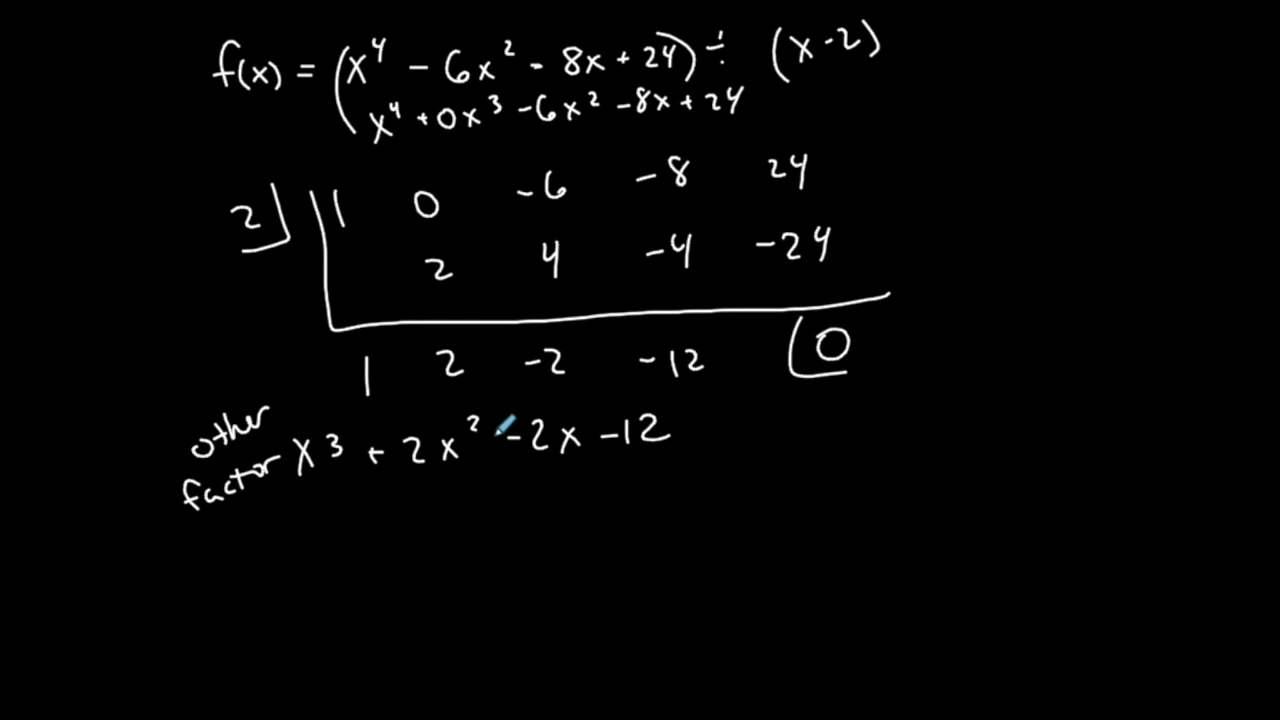 f(x) = (x⁴ - 6x² - 8x + 24) ÷ (x - 2)
x⁴ + 0x³ - 6x² - 8x + 24
2 1 0 -6 -8 24
2 4 -4 -24
1 2 -2 -12 0
other
factor x³ + 2x² - 2x - 12